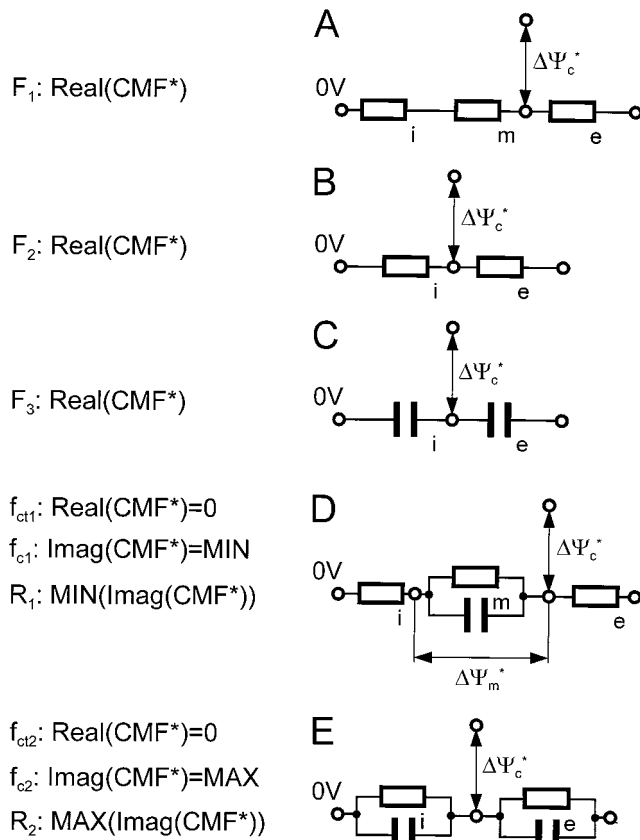 A
F₁: Real(CMF*)
ΔΨc*
0V
i
m
e
B
F₂: Real(CMF*)
ΔΨc*
0V
i
e
C
F₃: Real(CMF*)
ΔΨc*
0V
i
e
D
fct1: Real(CMF*)=0
fc1: Imag(CMF*)=MIN
R₁: MIN(Imag(CMF*))
ΔΨc*
0V
i
m
e
ΔΨm*
E
fct2: Real(CMF*)=0
fc2: Imag(CMF*)=MAX
R₂: MAX(Imag(CMF*))
ΔΨc*
0V
i
e